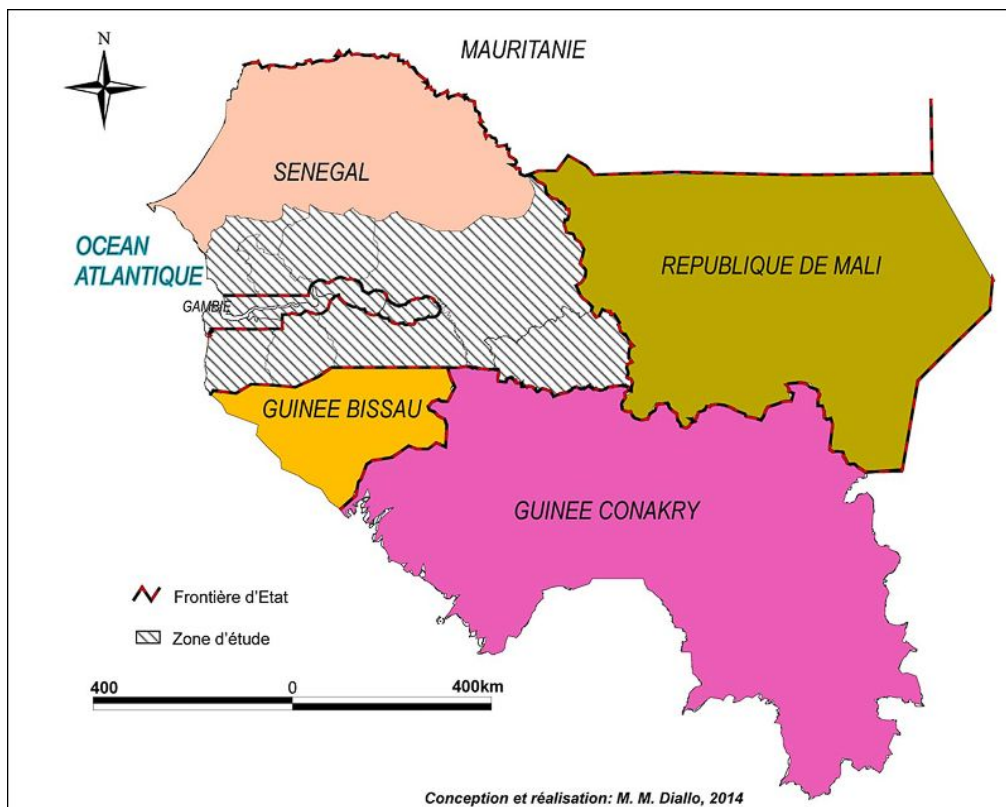 N
MAURITANIE
SENEGAL
OCEAN
ATLANTIQUE
REPUBLIQUE DE MALI
GAMBIE
GUINEE BISSAU
GUINEE CONAKRY
Frontière d'Etat
Zone d'étude
400 0 400km
Conception et réalisation: M. M. Diallo, 2014